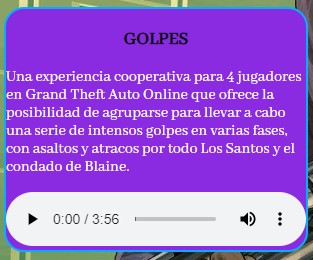 GOLPES
Una experiencia cooperativa para 4 jugadores
en Grand Theft Auto Online que ofrece la
posibilidad de agruparse para llevar a cabo
una serie de intensos golpes en varias fases,
con asaltos y atracos por todo Los Santos y el
condado de Blaine.
0:00 / 3:56